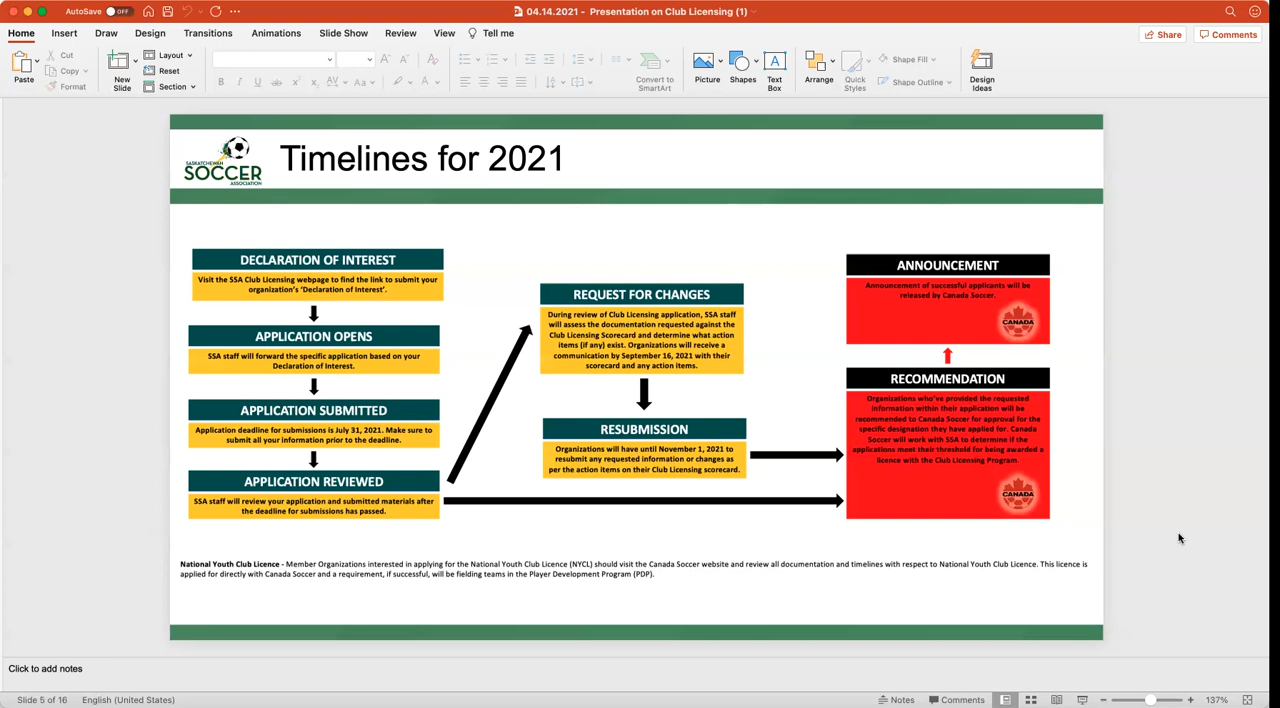 AutoSave OFF
04.14.2021 - Presentation on Club Licensing (1)
Home Insert Draw Design Transitions Animations Slide Show Review View Tell me
Share Comments
Paste
Cut
Copy
Format
New
Slide
Layout
Reset
Section
Convert to
SmartArt
Picture
Shapes
Text
Box
Arrange
Quick
Styles
Shape Fill
Shape Outline
Design
Ideas
SASKATCHEWAN
SOCCER
ASSOCIATION
Timelines for 2021
DECLARATION OF INTEREST
Visit the SSA Club Licensing webpage to find the link to submit your
organization's 'Declaration of Interest'.
APPLICATION OPENS
SSA staff will forward the specific application based on your
Declaration of Interest.
APPLICATION SUBMITTED
Application deadline for submissions is July 31, 2021. Make sure to
submit all your information prior to the deadline.
APPLICATION REVIEWED
SSA staff will review your application and submitted materials after
the deadline for submissions has passed.
REQUEST FOR CHANGES
During review of Club Licensing application, SSA staff
will assess the documentation requested against the
Club Licensing Scorecard and determine what action
items (if any) exist. Organizations will receive a
communication by September 16, 2021 with their
scorecard and any action items.
RESUBMISSION
Organizations will have until November 1, 2021 to
resubmit any requested information or changes as
per the action items on their Club Licensing scorecard.
ANNOUNCEMENT
Announcement of successful applicants will be
released by Canada Soccer.
CANADA
RECOMMENDATION
Organizations who've provided the requested
information within their application will be
recommended to Canada Soccer for approval for the
specific designation they have applied for. Canada
Soccer will work with SSA to determine if the
applications meet their threshold for being awarded a
licence with the Club Licensing Program.
CANADA
National Youth Club Licence - Member Organizations interested in applying for the National Youth Club Licence (NYCL) should visit the Canada Soccer website and review all documentation and timelines with respect to National Youth Club Licence. This licence is
applied for directly with Canada Soccer and a requirement, if successful, will be fielding teams in the Player Development Program (PDP).
Click to add notes
Slide 5 of 16 English (United States)
Notes Comments 137%